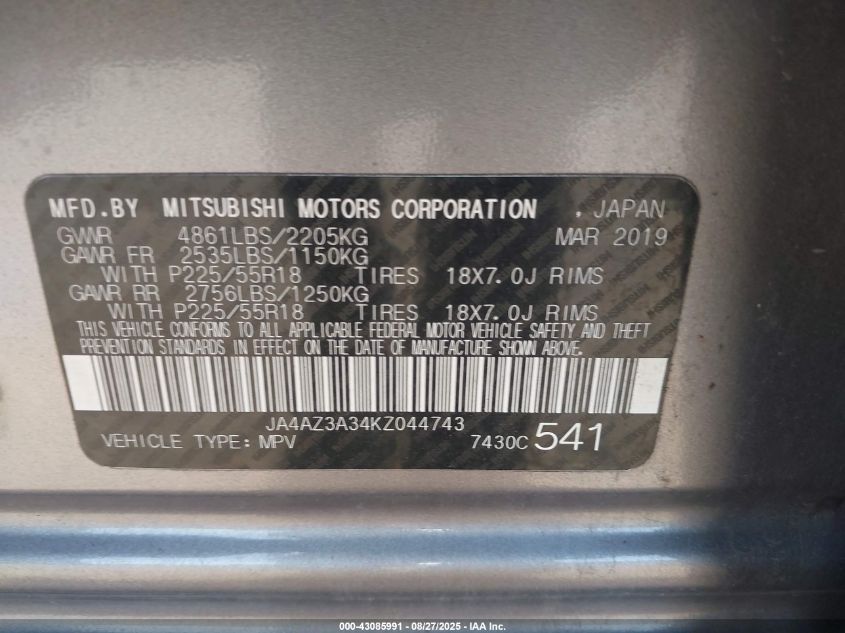 MFD.BY MITSUBISHI MOTORS CORPORATION , JAPAN
GVWR 4861LBS/2205KG MAR 2019
GAWR FR 2535LBS/1150KG
WITH P225/55R18 TIRES 18X7.0J RIMS
GAWR RR 2756LBS/1250KG
WITH P225/55R18 TIRES 18X7.0J RIMS
THIS VEHICLE CONFORMS TO ALL APPLICABLE FEDERAL MOTOR VEHICLE SAFETY AND THEFT
PREVENTION STANDARDS IN EFFECT ON THE DATE OF MANUFACTURE SHOWN ABOVE.
JA4AZ3A34KZ044743
VEHICLE TYPE: MPV 7430C 541
000-43085991 - 08/27/2025 - IAA Inc.